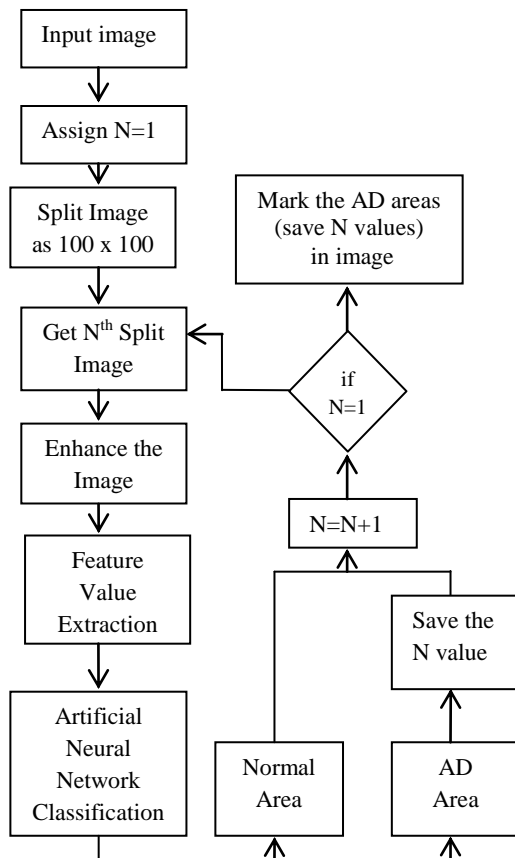 Input image
Assign N=1
Split Image
as 100 x 100
Get Nth Split
Image
Enhance the
Image
Feature
Value
Extraction
Artificial
Neural
Network
Classification
Normal
Area
AD
Area
Save the
N value
N=N+1
if
N=1
Mark the AD areas
(save N values)
in image